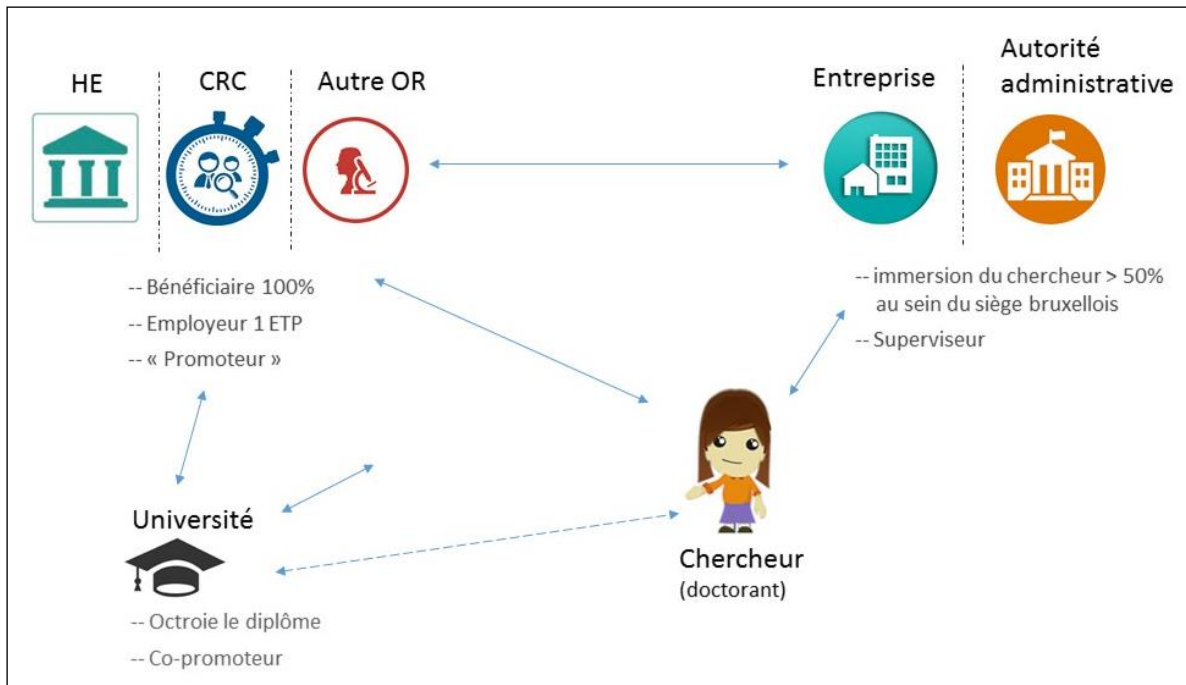 HE
CRC
Autre OR
Entreprise
Autorité
administrative
-- Bénéficiaire 100%
-- Employeur 1 ETP
-- « Promoteur »
-- immersion du chercheur > 50%
au sein du siège bruxellois
-- Superviseur
Université
-- Octroie le diplôme
-- Co-promoteur
Chercheur
(doctorant)